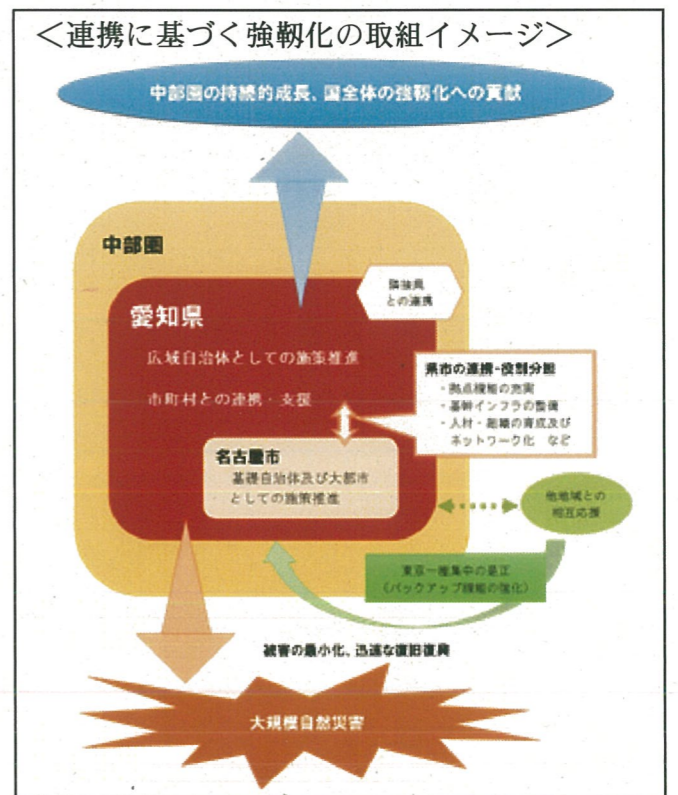 ＜連携に基づく強靱化の取組イメージ＞
中部圏の持続的成長、国全体の強靱化への貢献
中部圏
隣接県
との連携
愛知県
広域自治体としての施策推進
市町村との連携・支援
県市の連携・役割分担
・拠点機能の充実
・基幹インフラの整備
・人材・組織の育成及び
ネットワーク化　など
名古屋市
基礎自治体及び大都市
としての施策推進
他地域との
相互応援
東京一極集中の是正
（バックアップ機能の強化）
被害の最小化、迅速な復旧復興
大規模自然災害